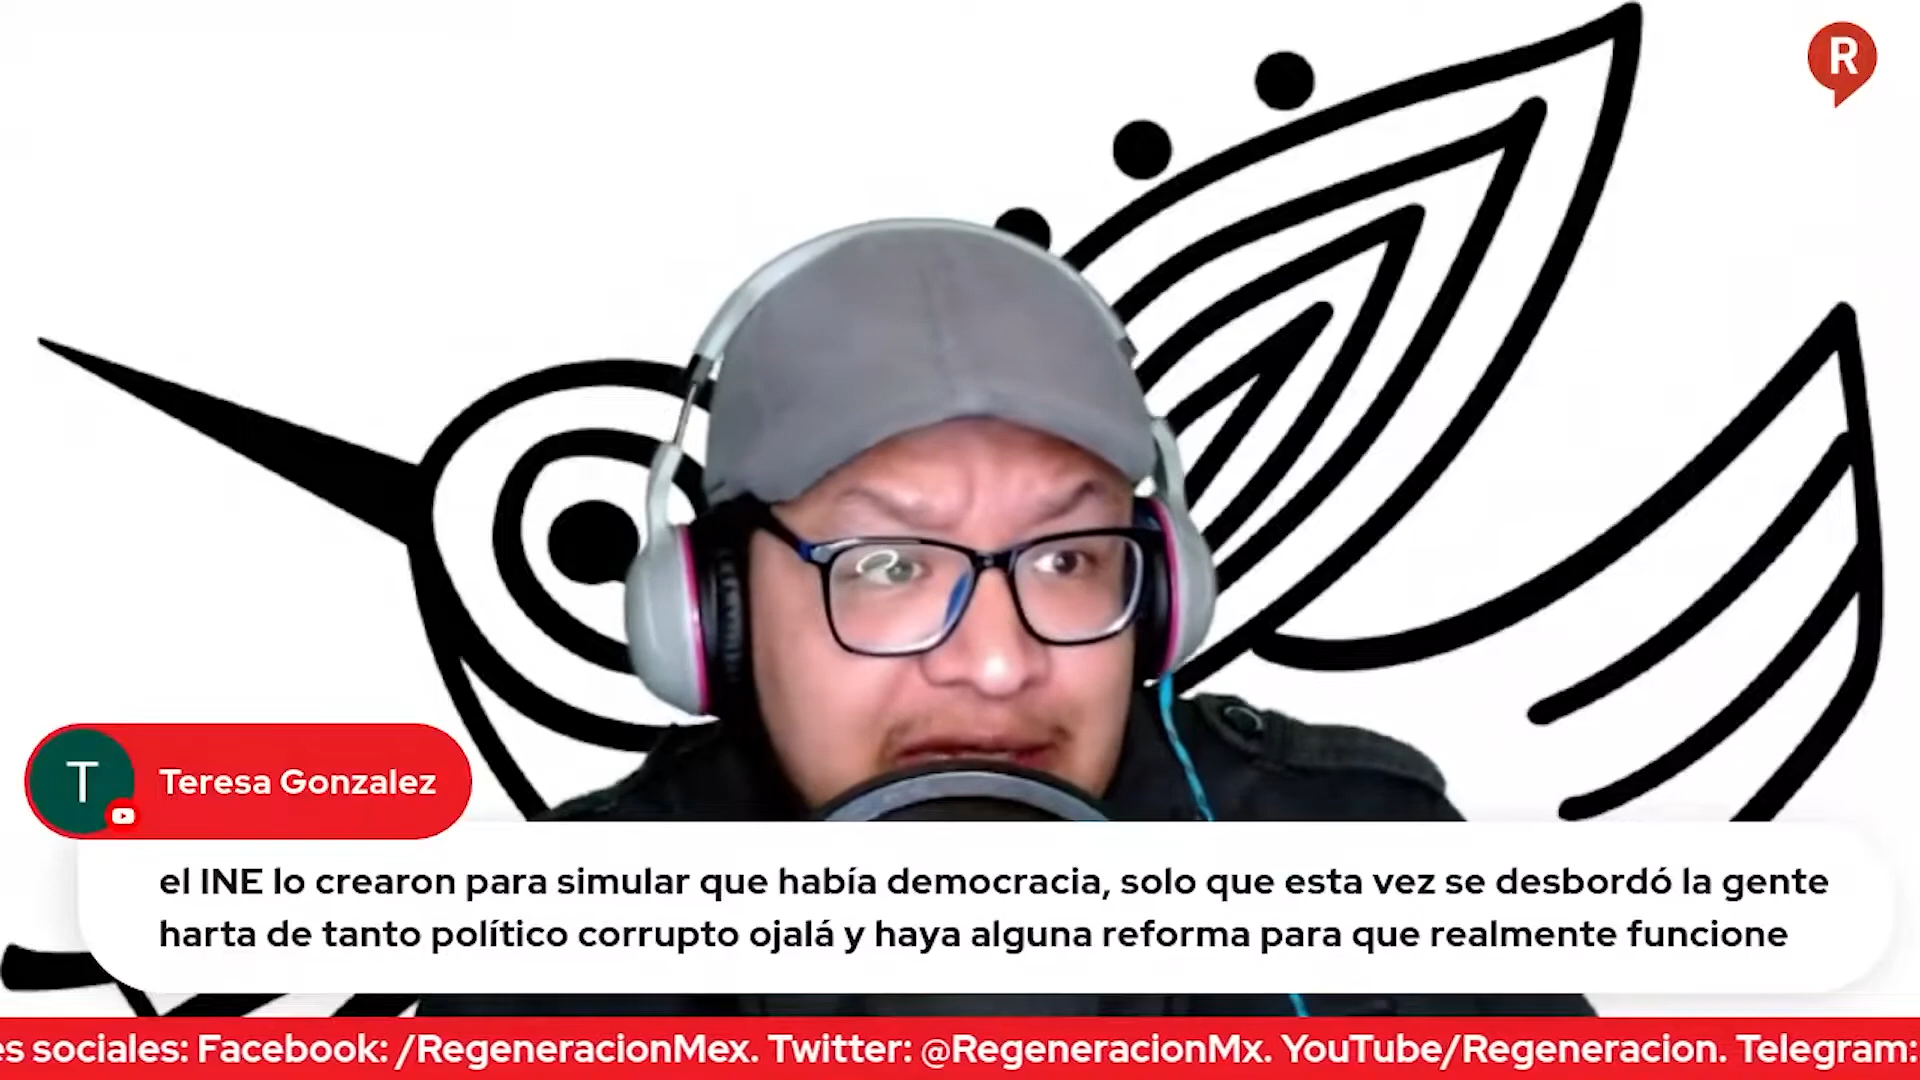 R
T Teresa Gonzalez
el INE lo crearon para simular que había democracia, solo que esta vez se desbordó la gente
harta de tanto político corrupto ojalá y haya alguna reforma para que realmente funcione
es sociales: Facebook: /RegeneracionMex. Twitter: @RegeneracionMx. YouTube/Regeneracion. Telegram: